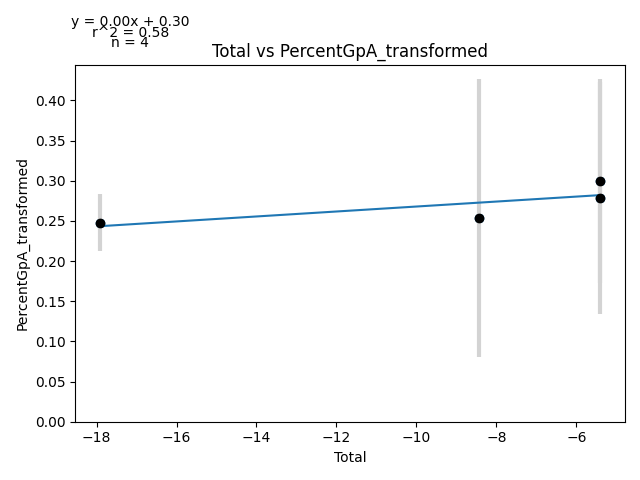 y = 0.00x + 0.30
r^2 = 0.58
n = 4
Total vs PercentGpA_transformed
PercentGpA_transformed
0.40
0.35
0.30
0.25
0.20
0.15
0.10
0.05
0.00
−18
−16
−14
−12
−10
−8
−6
Total